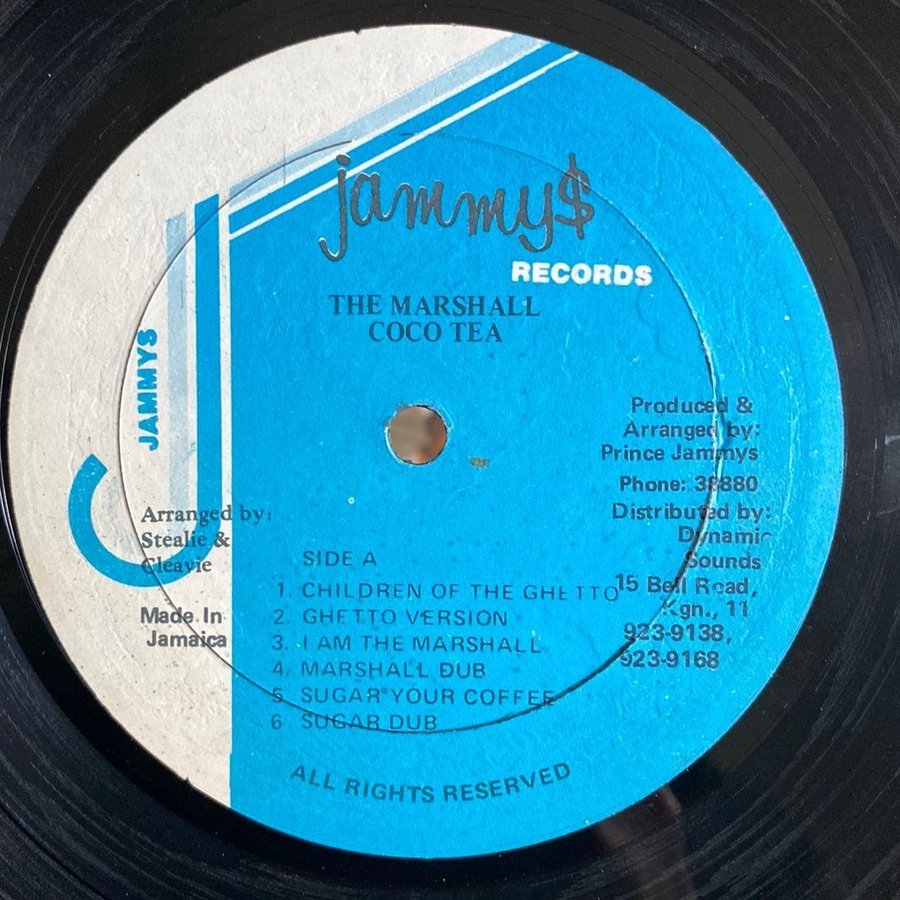 jammy$
RECORDS
THE MARSHALL
COCO TEA
JAMMYS
Produced &
Arranged by:
Prince Jammys
Phone: 38880
Distributed by:
Dynamic
Sounds
15 Bell Road,
Kgn., 11
923-9138,
923-9168
Arranged by:
Stealie &
Cleavie
Made In
Jamaica
SIDE A
1. CHILDREN OF THE GHETTO
2. GHETTO VERSION
3. I AM THE MARSHALL
4. MARSHALL DUB
5 SUGAR YOUR COFFEE
6 SUGAR DUB
ALL RIGHTS RESERVED